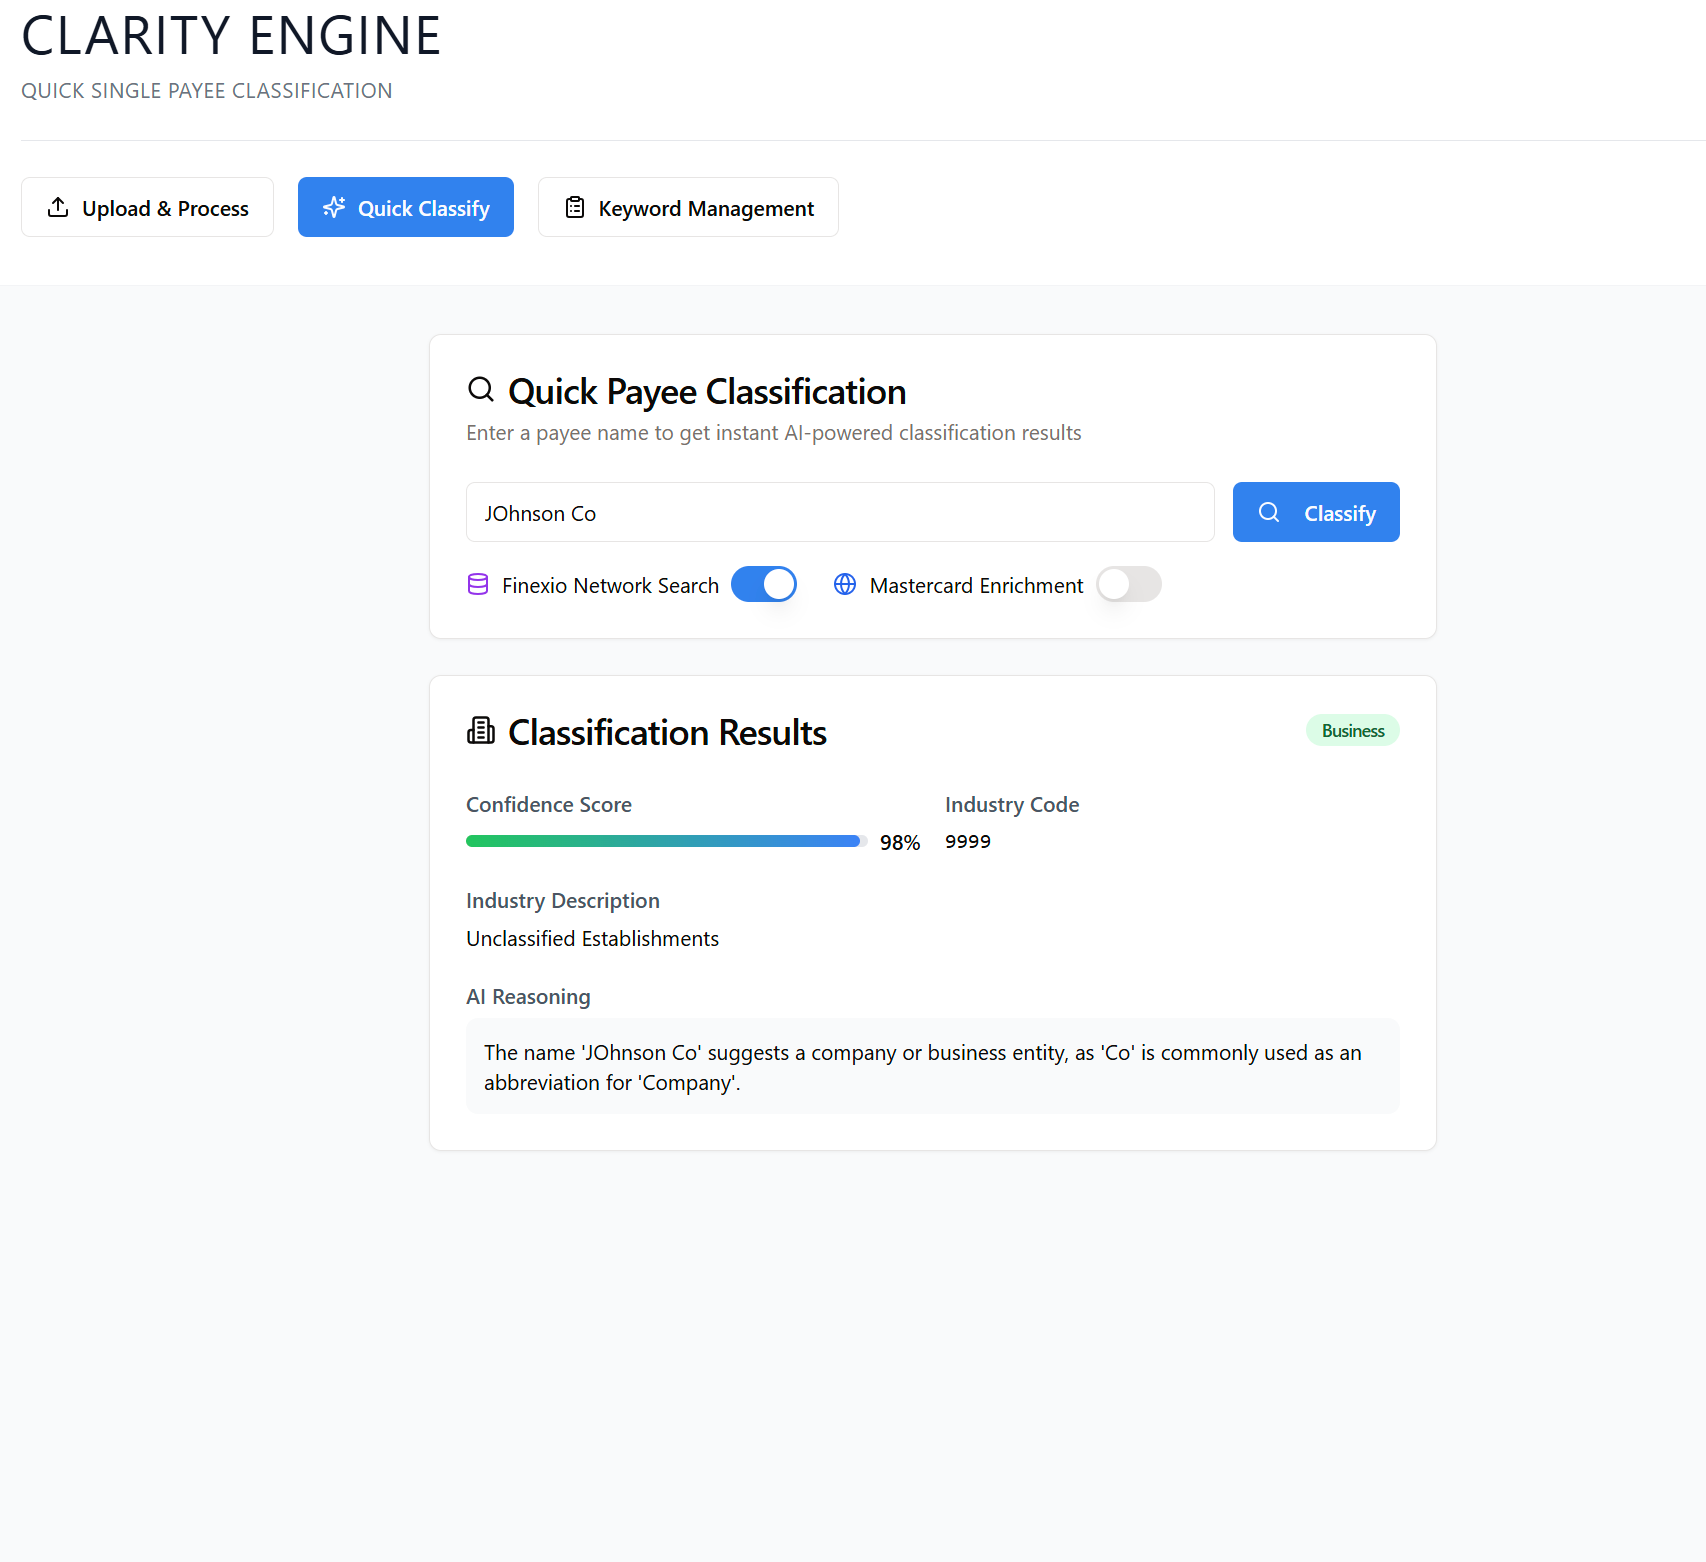 CLARITY ENGINE
QUICK SINGLE PAYEE CLASSIFICATION
Upload & Process
Quick Classify
Keyword Management
Quick Payee Classification
Enter a payee name to get instant AI-powered classification results
JOhnson Co
Classify
Finexio Network Search
Mastercard Enrichment
Classification Results
Business
Confidence Score
98%
Industry Code
9999
Industry Description
Unclassified Establishments
AI Reasoning
The name 'JOhnson Co' suggests a company or business entity, as 'Co' is commonly used as an
abbreviation for 'Company'.